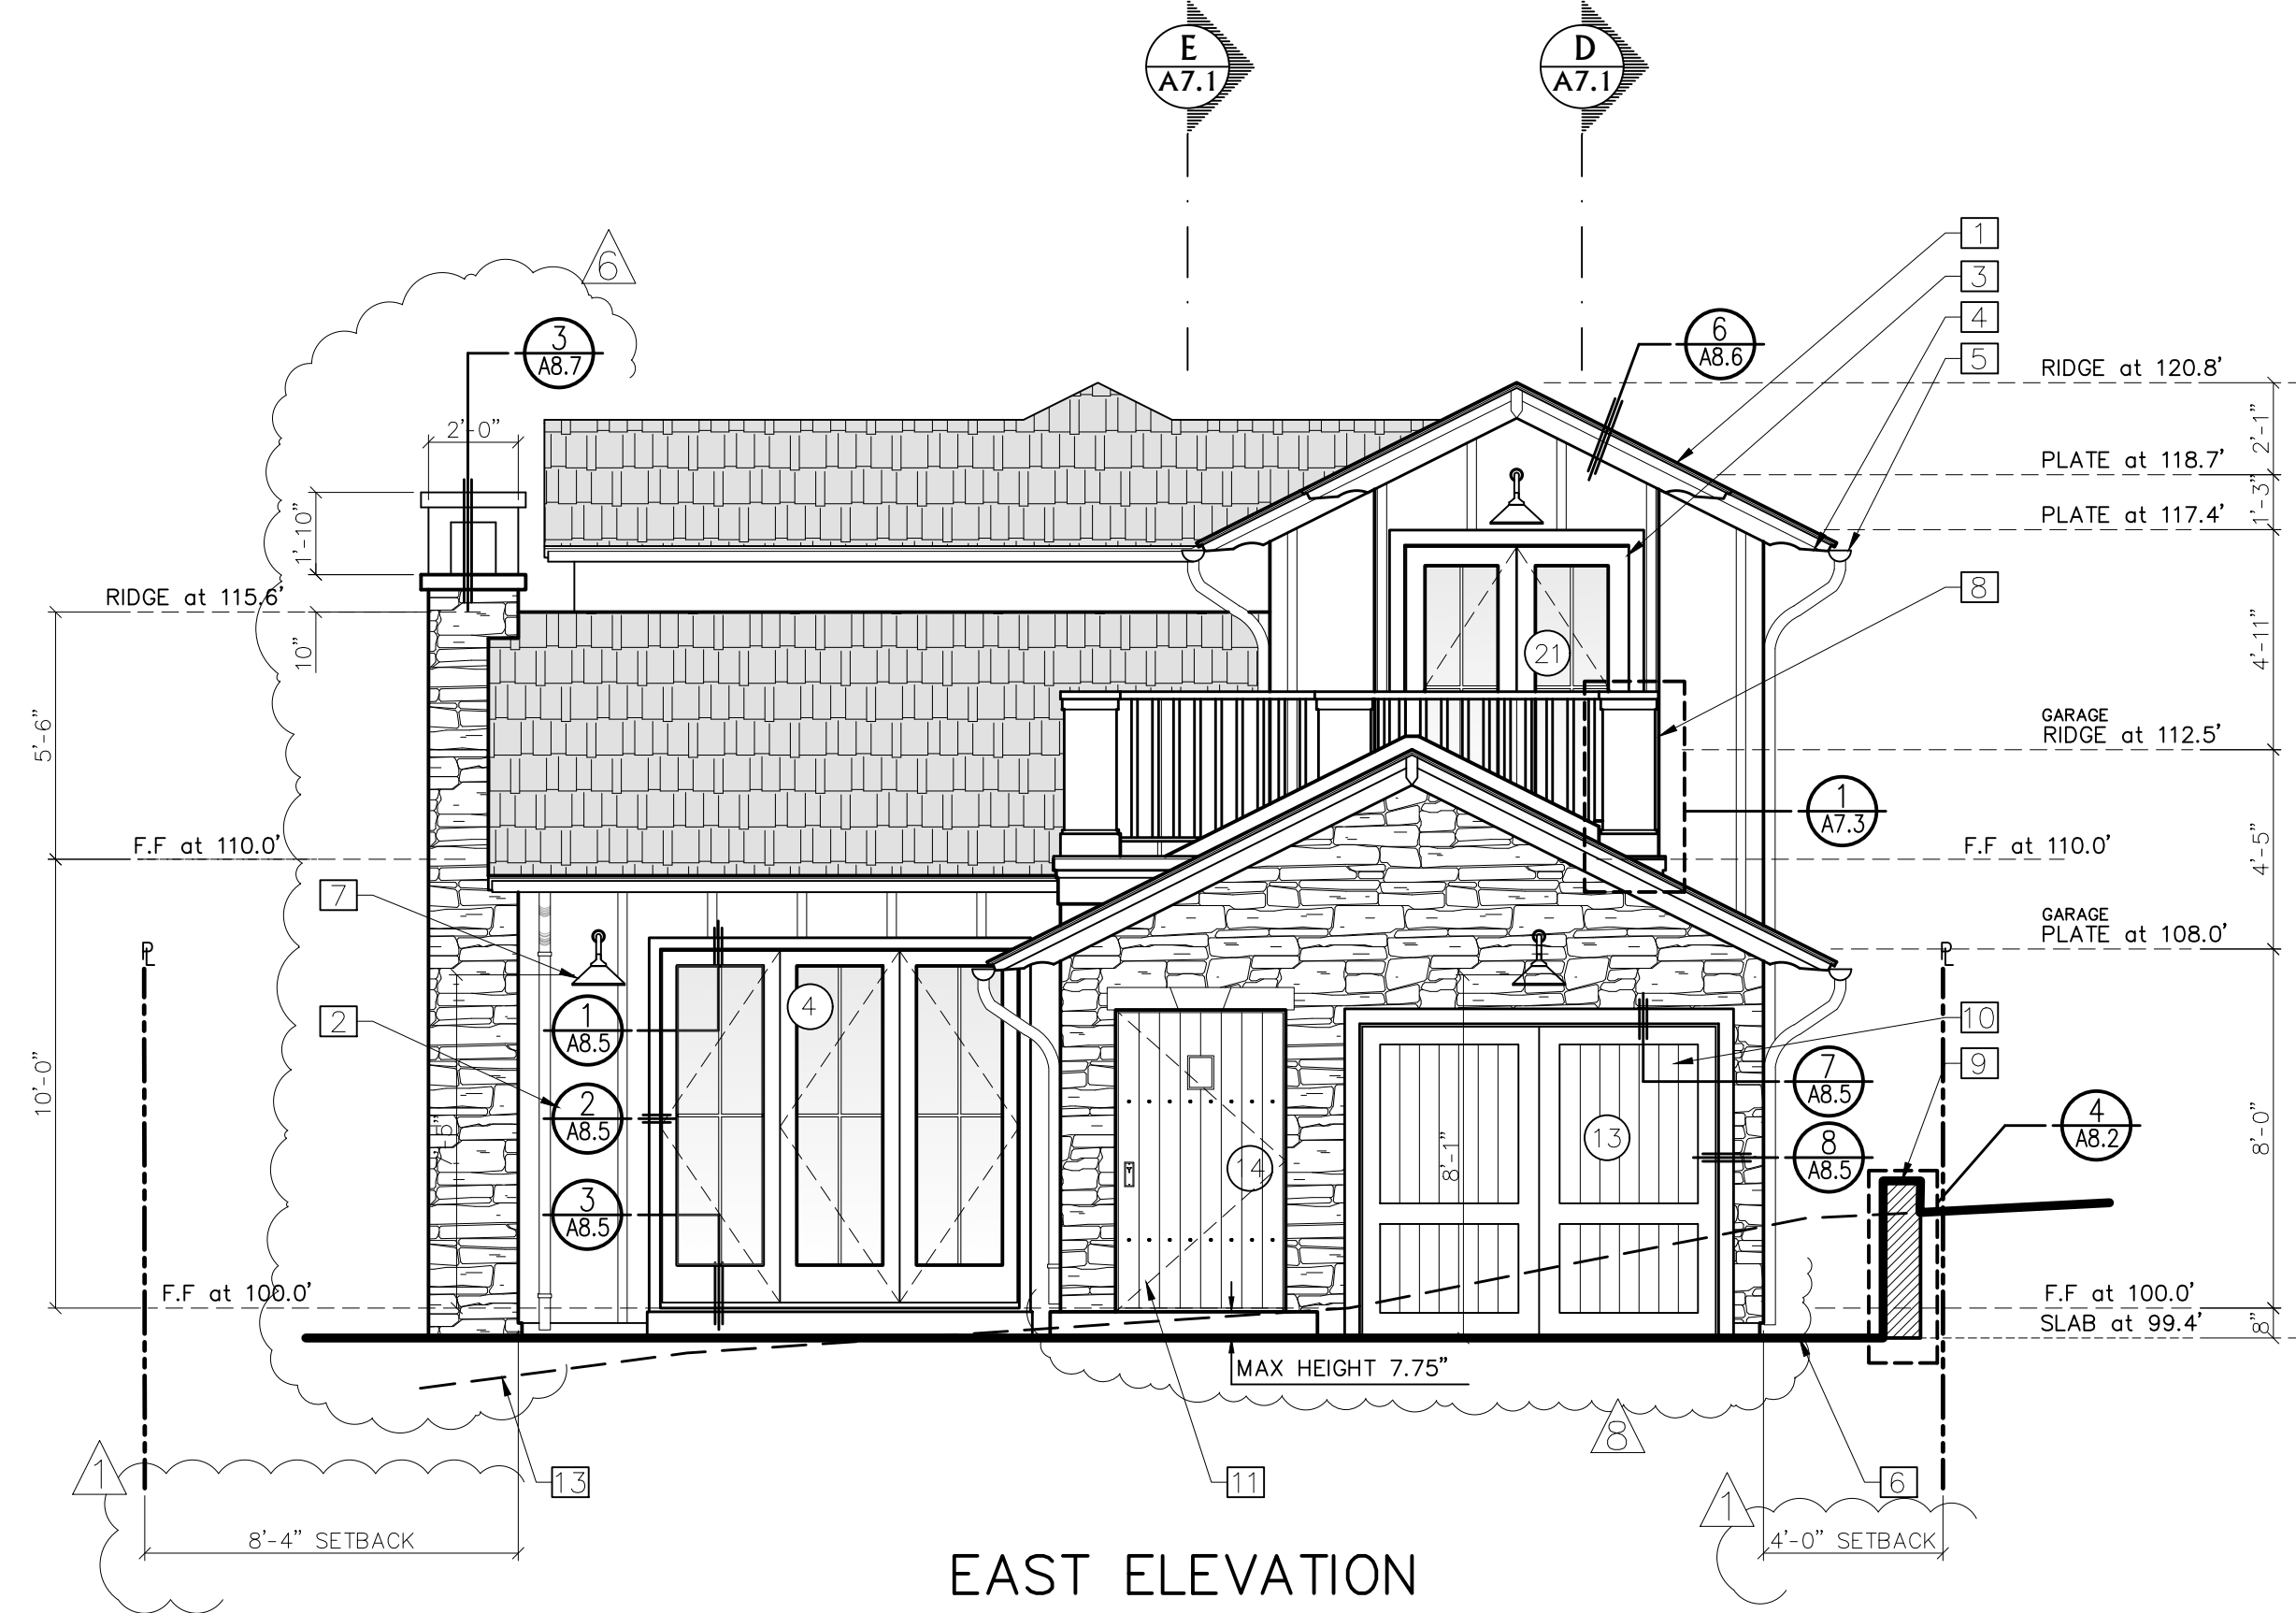 E
A7.1
D
A7.1
1
3
4
5
6
3
A8.7
6
A8.6
RIDGE at 120.8'
2'-1"
PLATE at 118.7'
1'-3"
PLATE at 117.4'
2'-0"
1'-10"
8
RIDGE at 115.6'
10"
4'-11"
21
5'-6"
GARAGE
RIDGE at 112.5'
1
A7.3
F.F at 110.0'
F.F at 110.0'
4'-5"
7
GARAGE
PLATE at 108.0'
PL
PL
4
2
1
A8.5
10
9
10'-0"
7
A8.5
2
A8.5
13
4
A8.2
8'-0"
8'-1"
14
8
A8.5
3
A8.5
F.F at 100.0'
F.F at 100.0'
SLAB at 99.4'
8"
MAX HEIGHT 7.75"
8
1
13
11
6
1
8'-4" SETBACK
4'-0" SETBACK
EAST ELEVATION